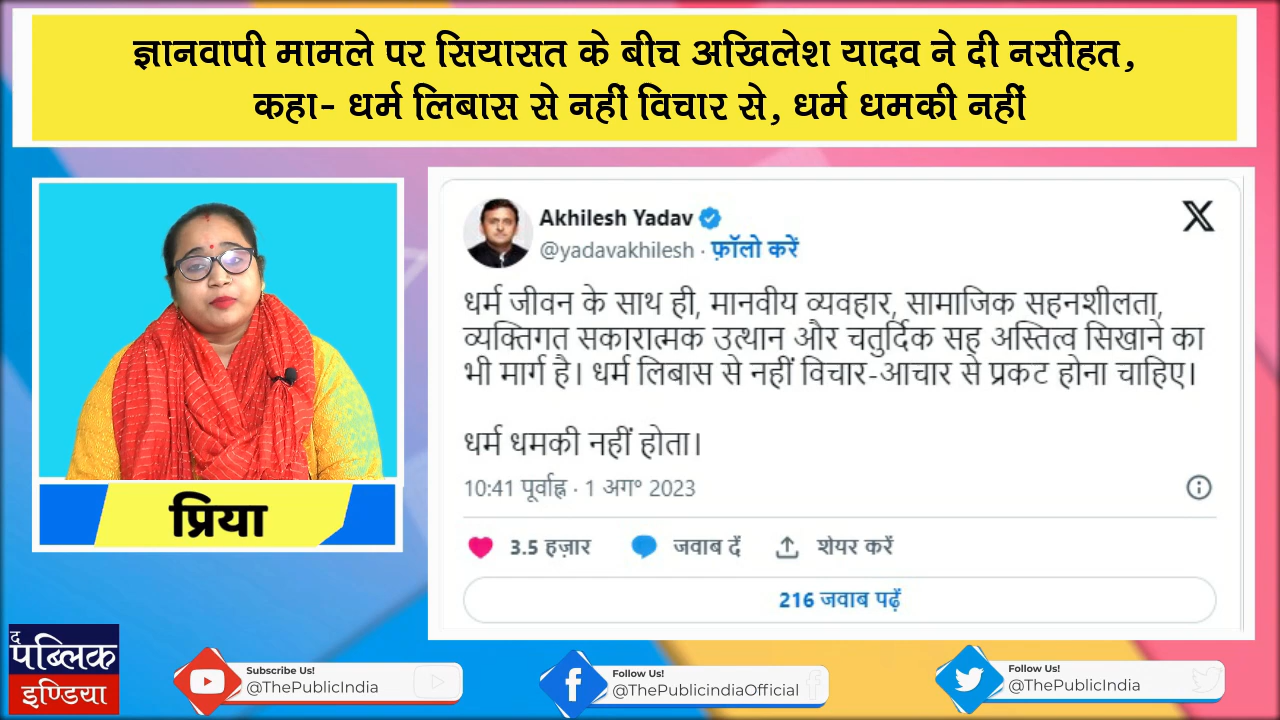 ज्ञानवापी मामले पर सियासत के बीच अखिलेश यादव ने दी नसीहत,
कहा- धर्म लिबास से नहीं विचार से, धर्म धमकी नहीं
Akhilesh Yadav
@yadavakhilesh · फ़ॉलो करें
X
धर्म जीवन के साथ ही, मानवीय व्यवहार, सामाजिक सहनशीलता,
व्यक्तिगत सकारात्मक उत्थान और चतुर्दिक सह अस्तित्व सिखाने का
भी मार्ग है। धर्म लिबास से नहीं विचार-आचार से प्रकट होना चाहिए।
धर्म धमकी नहीं होता।
10:41 पूर्वाह्न · 1 अग° 2023
3.5 हज़ार जवाब दें शेयर करें
216 जवाब पढ़ें
प्रिया
द
पब्लिक
इण्डिया
Subscribe Us!
@ThePublicIndia
Follow Us!
@ThePublicindiaOfficial
Follow Us!
@ThePublicIndia